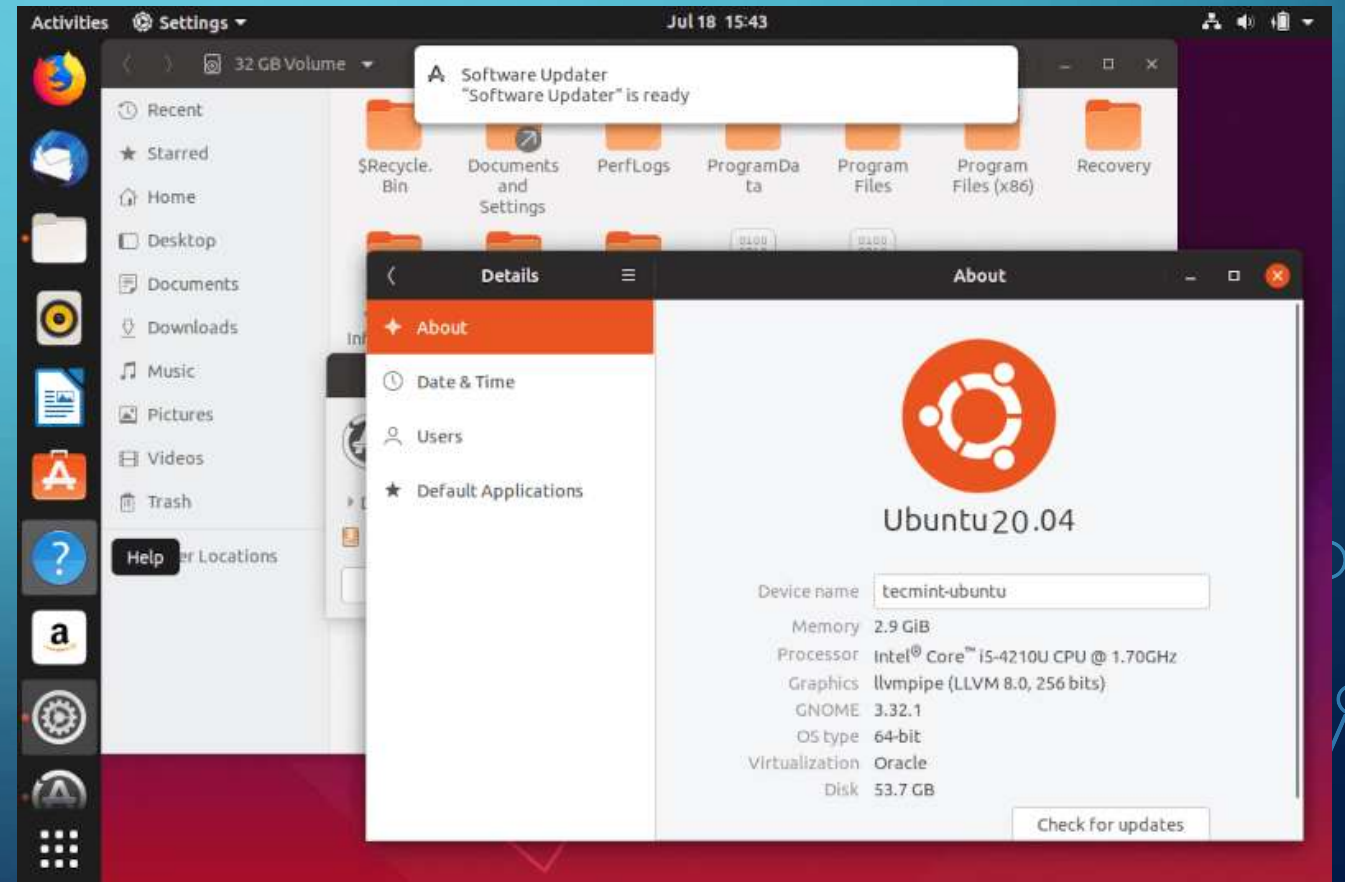 Activities
Settings
Jul 18 15:43
32 GB Volume
Software Updater
"Software Updater" is ready
Recent
Starred
Home
Desktop
Documents
Downloads
Music
Pictures
Videos
Trash
Help
er Locations
$Recycle.
Bin
Documents
and
Settings
PerfLogs
ProgramDa
ta
Program
Files
Program
Files (x86)
Recovery
Details
About
About
Date & Time
Users
Default Applications
Ubuntu 20.04
Device name tecmint-ubuntu
Memory 2.9 GiB
Processor Intel® Core™ i5-4210U CPU @ 1.70GHz
Graphics llvmpipe (LLVM 8.0, 256 bits)
GNOME 3.32.1
OS type 64-bit
Virtualization Oracle
Disk 53.7 GB
Check for updates